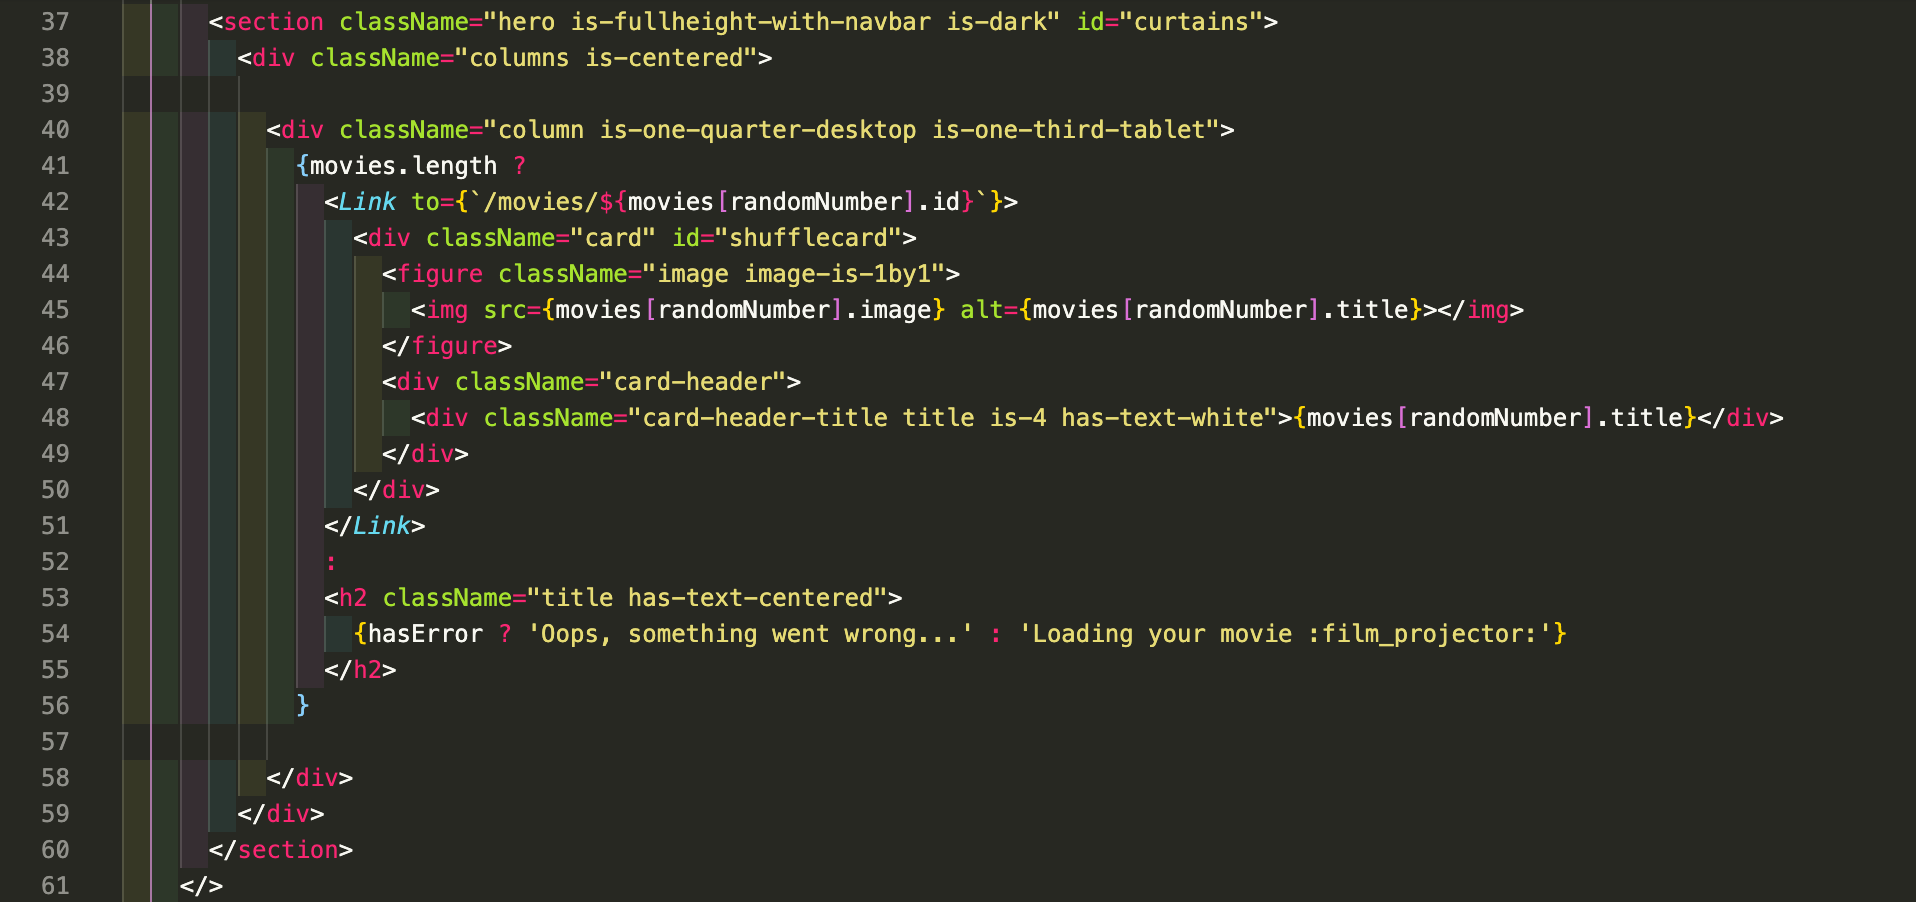 37 <section className="hero is-fullheight-with-navbar is-dark" id="curtains">
38 <div className="columns is-centered">
39
40 <div className="column is-one-quarter-desktop is-one-third-tablet">
41 {movies.length ?
42 <Link to={`/movies/${movies[randomNumber].id}`}>
43 <div className="card" id="shufflecard">
44 <figure className="image image-is-1by1">
45 <img src={movies[randomNumber].image} alt={movies[randomNumber].title}></img>
46 </figure>
47 <div className="card-header">
48 <div className="card-header-title title is-4 has-text-white">{movies[randomNumber].title}</div>
49 </div>
50 </div>
51 </Link>
52 :
53 <h2 className="title has-text-centered">
54 {hasError ? 'Oops, something went wrong...' : 'Loading your movie :film_projector:'}
55 </h2>
56 }
57
58 </div>
59 </div>
60 </section>
61 </>